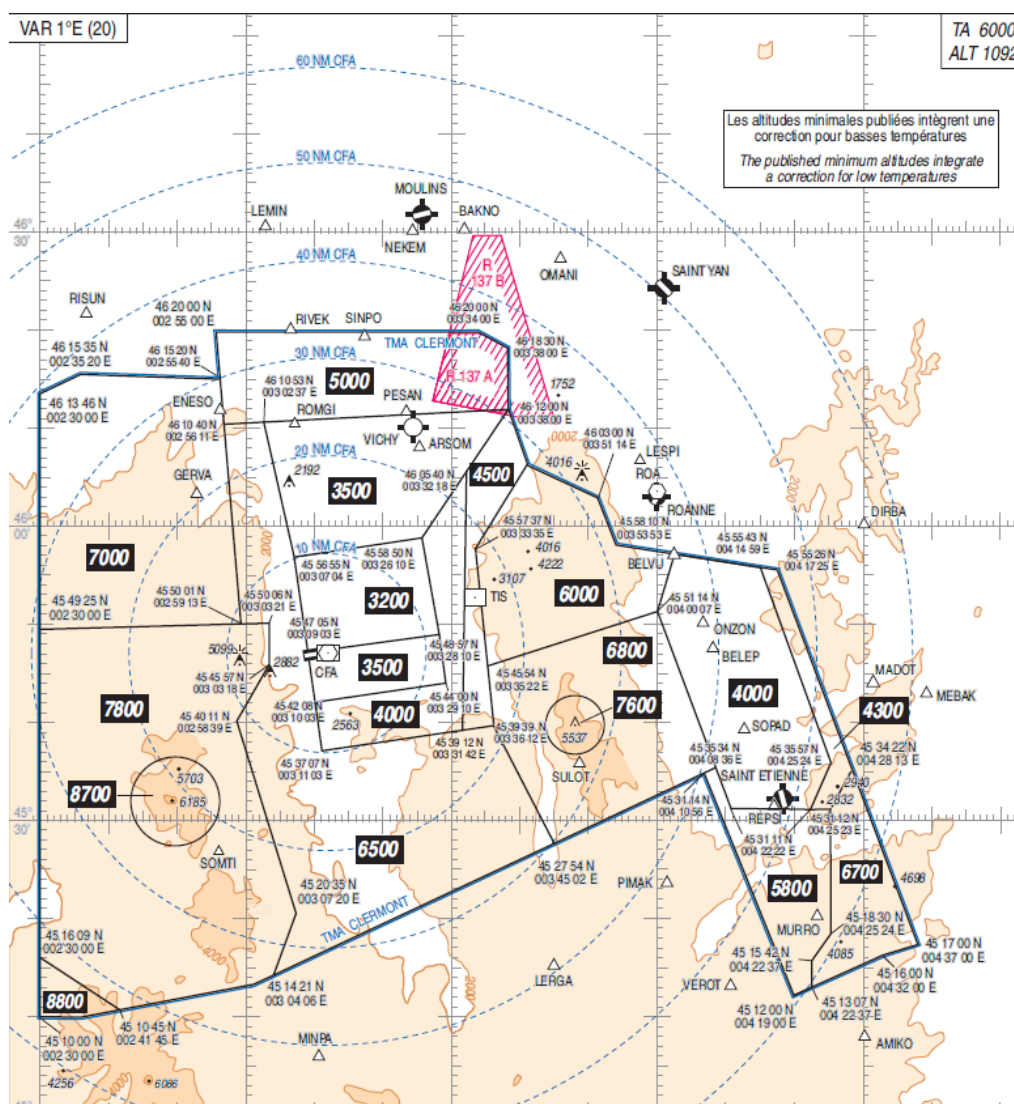 VAR 1°E (20)
TA 6000
ALT 1092
60 NM CFA
Les altitudes minimales publiées intègrent une
correction pour basses températures
The published minimum altitudes integrate
a correction for low temperatures
50 NM CFA
MOULINS
LEMIN
BAKNO
46°
30'
NEKEM
40 NM CFA
R
137 B
OMANI
SAINT YAN
RISUN
46 20 00 N
002 55 00 E
RIVEK
SINPO
46 20 00 N
003 34 00 E
TMA CLERMONT
46 18 30 N
003 38 00 E
46 15 35 N
002 35 20 E
46 15 20 N
002 55 40 E
30 NM CFA
5000
R 137 A
46 13 46 N
002 30 00 E
46 10 53 N
003 02 37 E
PESAN
1752
ENESO
ROMGI
46 12 00 N
003 38 00 E
46 10 40 N
002 56 11 E
VICHY
ARSOM
2000
46 03 00 N
003 51 14 E
20 NM CFA
GERVA
2192
46 05 40
003 32 18 E
4500
4016
LESPI
ROA
2000
3500
ROANNE
DIRBA
46°
00'
7000
2000
10 NM CFA
45 57 37 N
003 33 35 E
45 58 10 N
003 53 53 E
45 55 43 N
004 14 59 E
45 56 55 N
003 07 04 E
45 58 50 N
003 26 10 E
4016
4222
BELVU
45 55 26 N
004 17 25 E
3107
45 49 25 N
002 30 00 E
45 50 01 N
002 59 13 E
45 50 06 N
003 03 21 E
3200
TIS
6000
45 51 14 N
004 00 07 E
ONZON
45 47 05 N
003 09 03 E
5099
2882
CFA
3500
45 48 57 N
003 28 10 E
6800
BELEP
45 45 57 N
003 03 18 E
45 45 54 N
003 35 22 E
MADOT
MEBAK
7800
45 42 08 N
003 10 03 E
4000
45 44 00 N
003 29 10 E
7600
4000
4300
45 40 11 N
002 58 39 E
2563
5537
SOPAD
45 39 39 N
003 36 12 E
45 39 12 N
003 31 42 E
45 37 07 N
003 11 03 E
SULOT
45 35 34 N
004 08 36 E
45 35 57 N
004 25 24 E
45 34 22 N
004 28 13 E
5703
8700
6185
SAINT ETIENNE
2940
2832
45 31 14 N
004 10 56 E
REPSI
45°
30'
6500
45 31 11 N
004 22 22 E
45 31 12 N
004 25 23 E
SOMTI
45 27 54 N
003 45 02 E
PIMAK
5800
6700
4698
45 20 35 N
003 07 20 E
TMA CLERMONT
45 18 30 N
004 25 24 E
MURRO
4085
45 17 00 N
004 37 00 E
45 16 09 N
002 30 00 E
4000
45 15 42 N
004 22 37 E
45 16 00 N
004 32 00 E
45 14 21 N
003 04 06 E
LERGA
VEROT
45 13 07 N
004 22 37 E
8800
45 12 00 N
004 19 00 E
45 10 45 N
002 41 45 E
45 10 00 N
002 30 00 E
MINPA
AMIKO
4256
4000
6086
2000